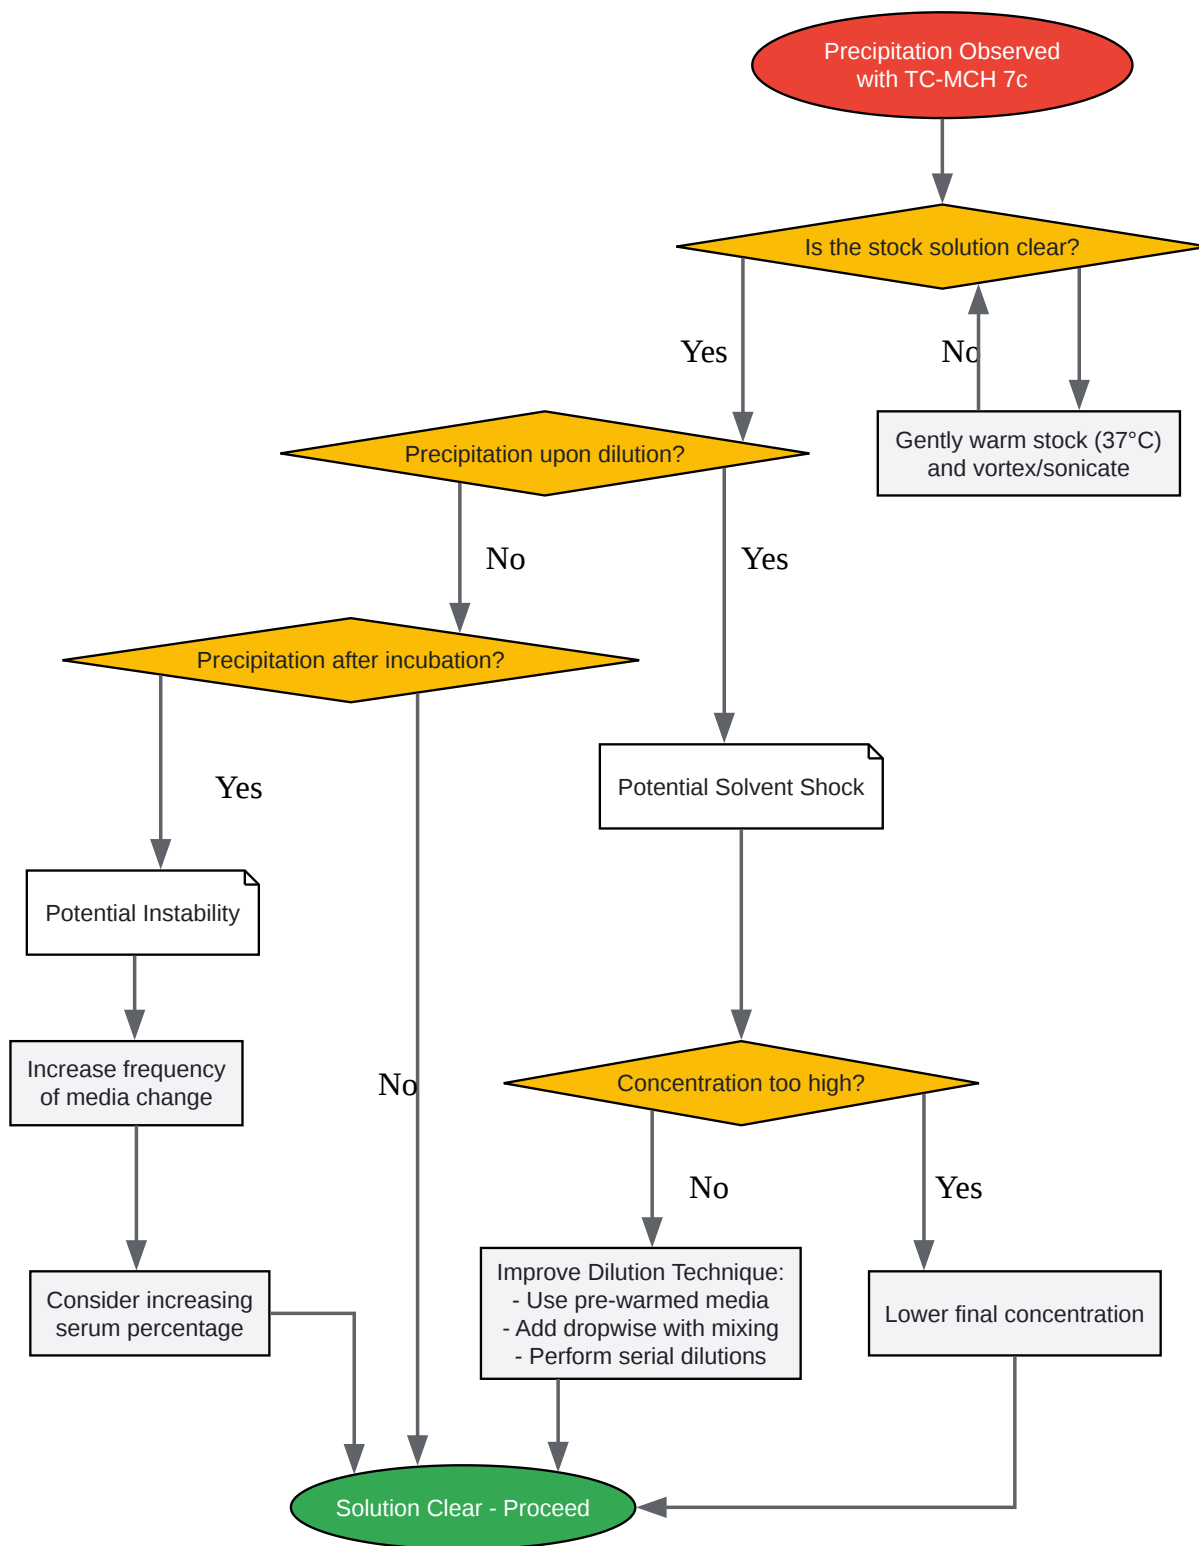 Precipitation Observed
with TC-MCH 7c
Is the stock solution clear?
Yes
No
Gently warm stock (37°C)
and vortex/sonicate
Precipitation upon dilution?
No
Yes
Precipitation after incubation?
Yes
Potential Solvent Shock
Potential Instability
Increase frequency
of media change
No
Concentration too high?
No
Yes
Consider increasing
serum percentage
Improve Dilution Technique:
- Use pre-warmed media
- Add dropwise with mixing
- Perform serial dilutions
Lower final concentration
Solution Clear - Proceed